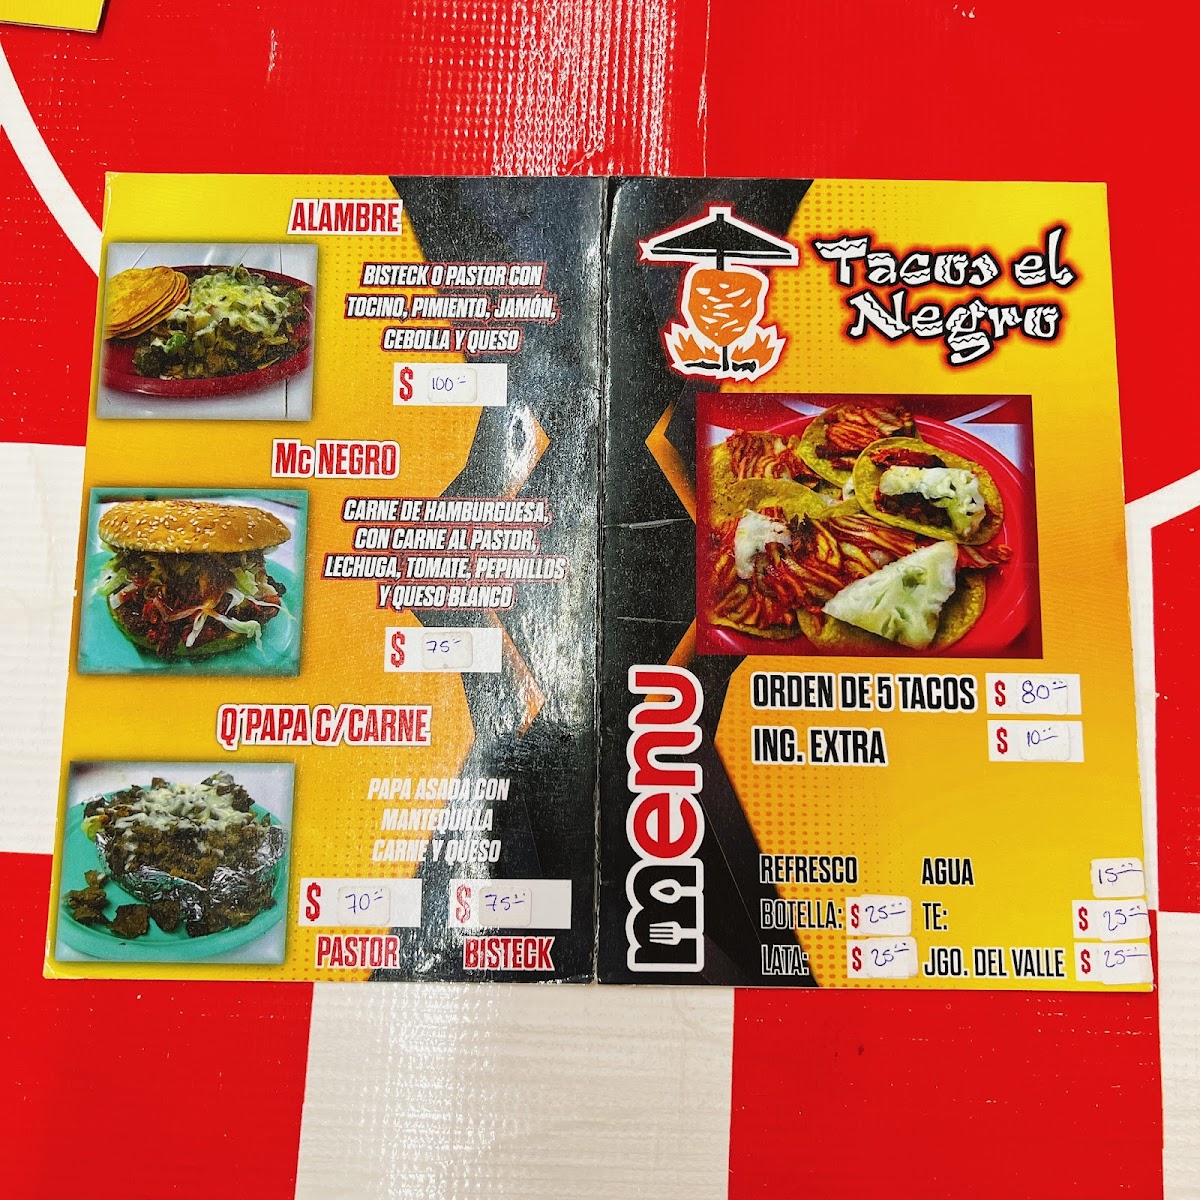 ALAMBRE
BISTECK O PASTOR CON
TOCINO, PIMIENTO, JAMÓN,
CEBOLLA Y QUESO
$ 100.-
Mc NEGRO
CARNE DE HAMBURGUESA,
CON CARNE AL PASTOR,
LECHUGA, TOMATE, PEPINILLOS
Y QUESO BLANCO
$ 75.-
Q'PAPA C/CARNE
PAPA ASADA CON
MANTEQUILLA
CARNE Y QUESO
$ 70.- $ 75.-
PASTOR BISTECK
Tacos el
Negro
menu
ORDEN DE 5 TACOS $ 80.-
ING. EXTRA $ 10.-
REFRESCO AGUA 15.-
BOTELLA: $ 25.- TE: $ 25.-
LATA: $ 25.- JGO. DEL VALLE $ 25.-